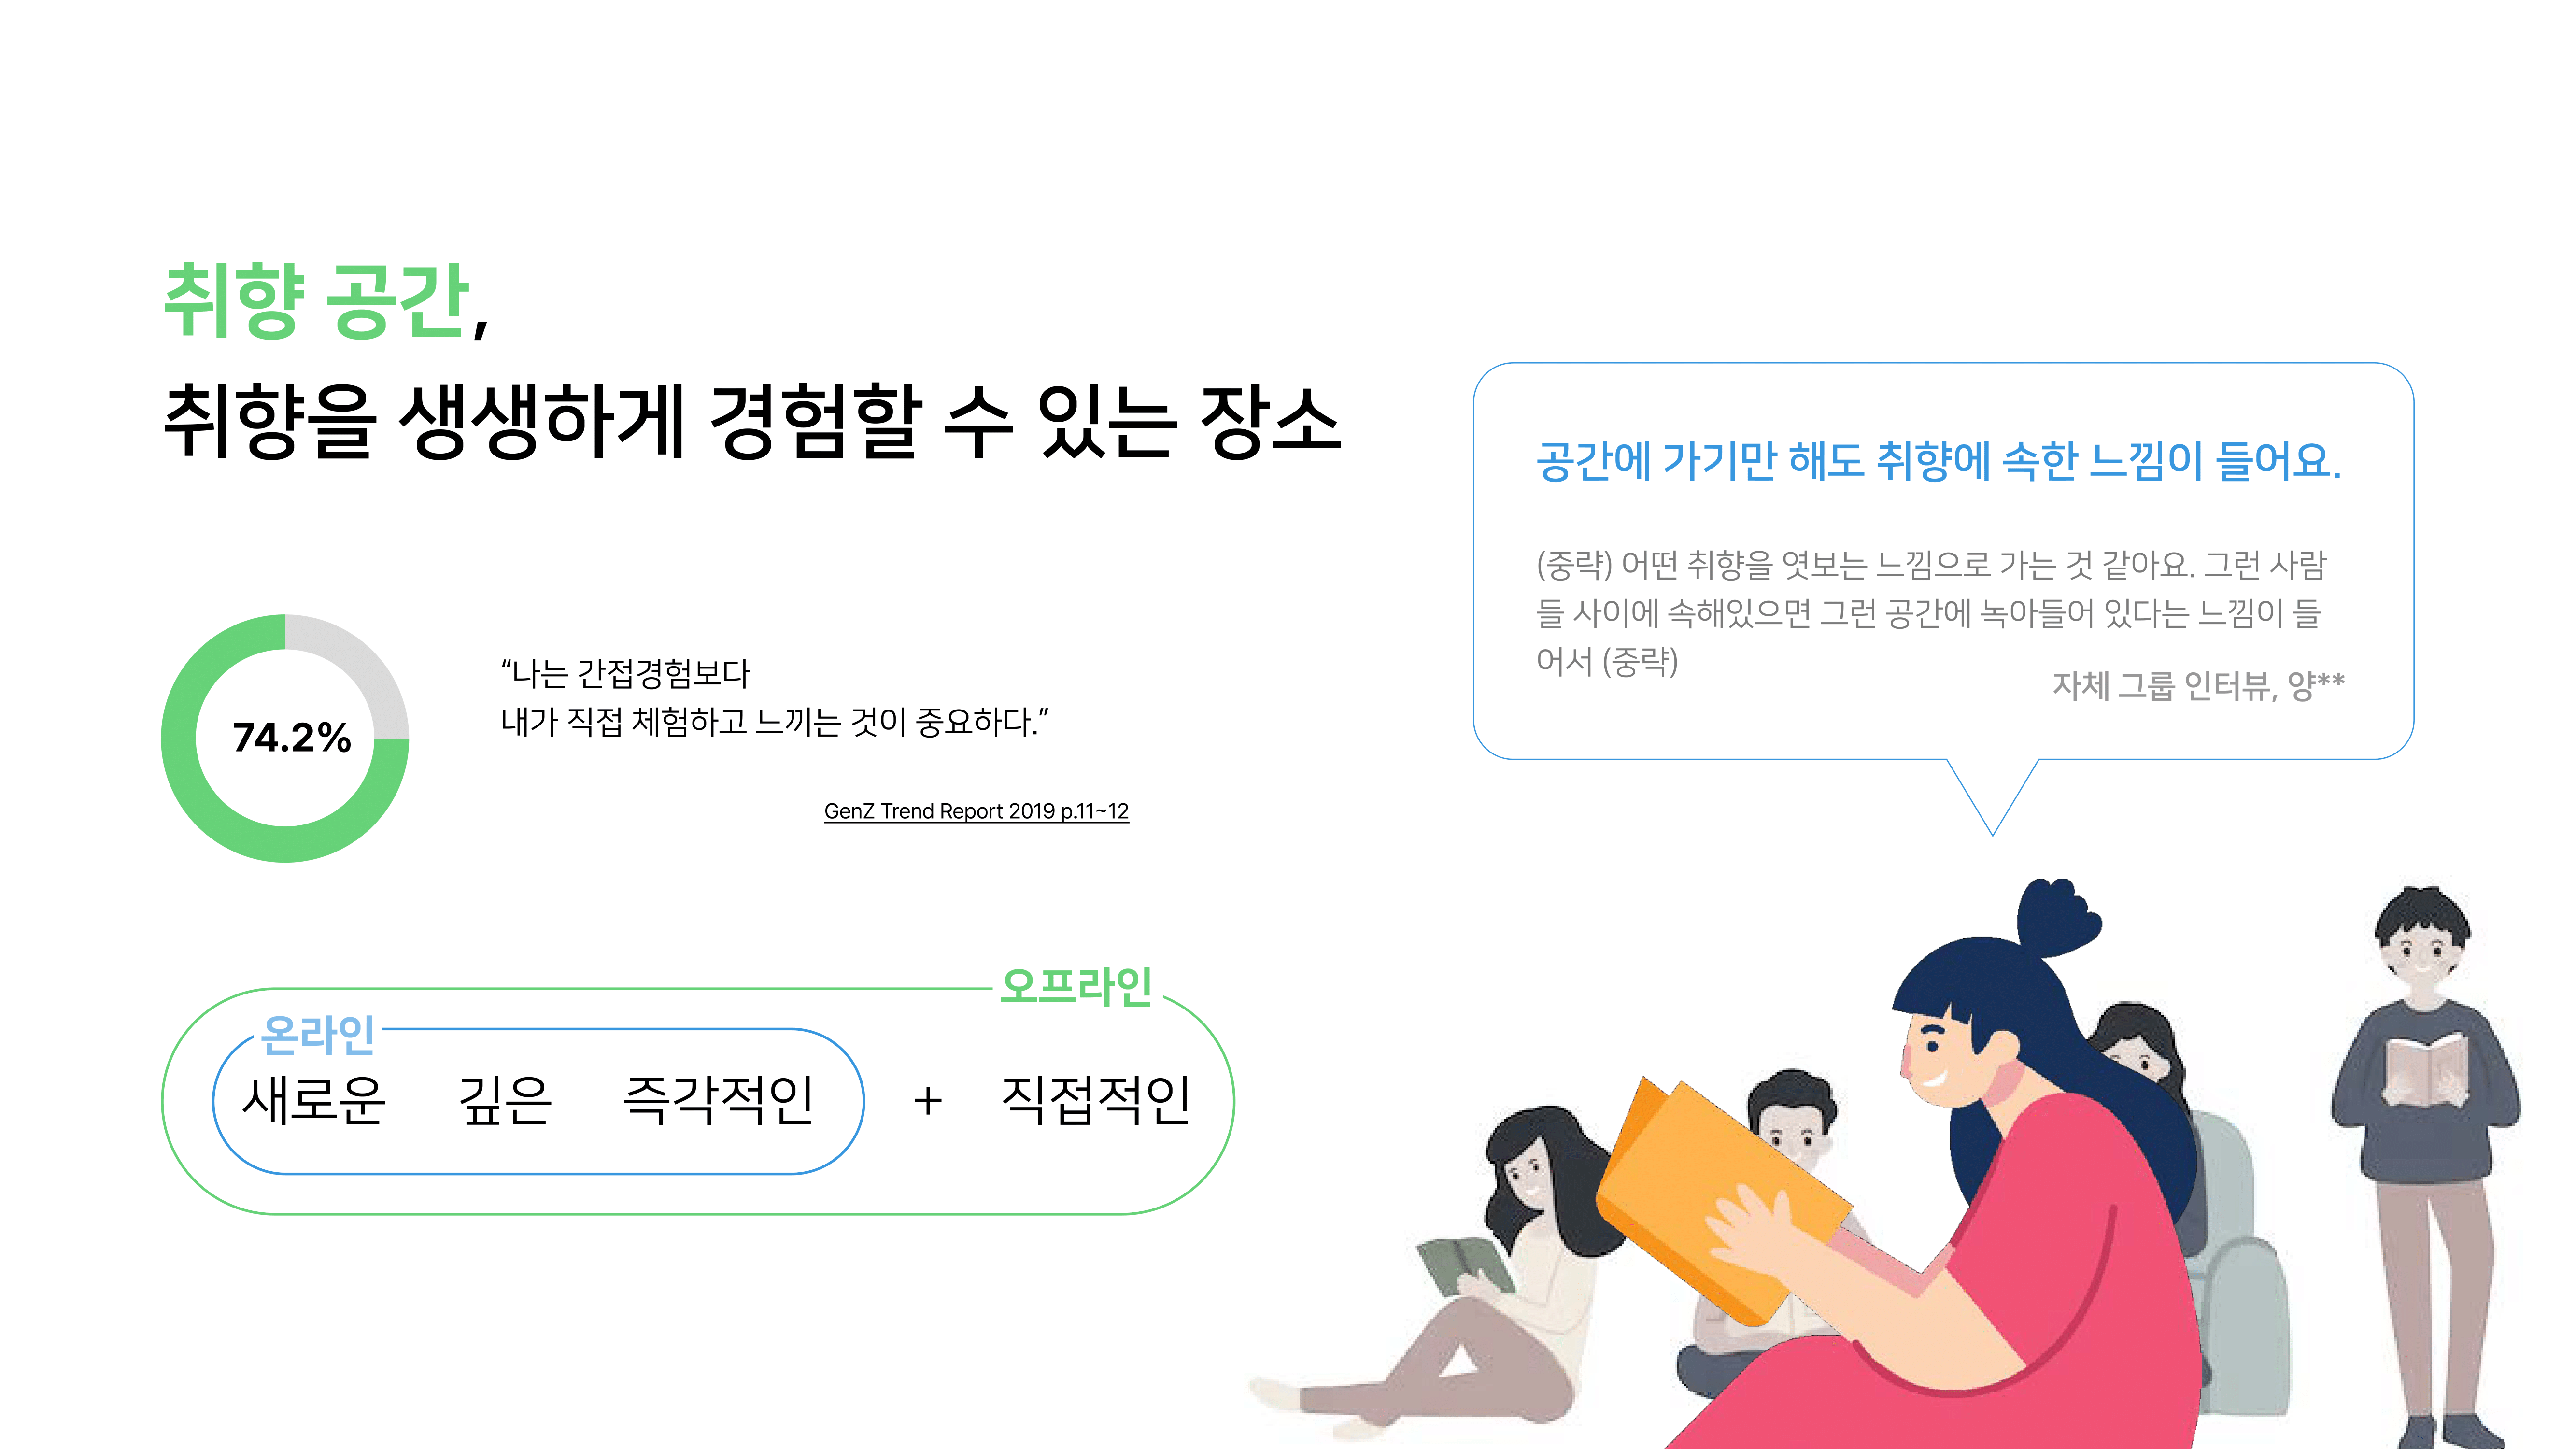 취향 공간,
취향을 생생하게 경험할 수 있는 장소
74.2%
“나는 간접경험보다
내가 직접 체험하고 느끼는 것이 중요하다.”
GenZ Trend Report 2019 p.11~12
오프라인
온라인
새로운 깊은 즉각적인 + 직접적인
공간에 가기만 해도 취향에 속한 느낌이 들어요.
(중략) 어떤 취향을 엿보는 느낌으로 가는 것 같아요. 그런 사람
들 사이에 속해있으면 그런 공간에 녹아들어 있다는 느낌이 들
어서 (중략)
자체 그룹 인터뷰, 양**